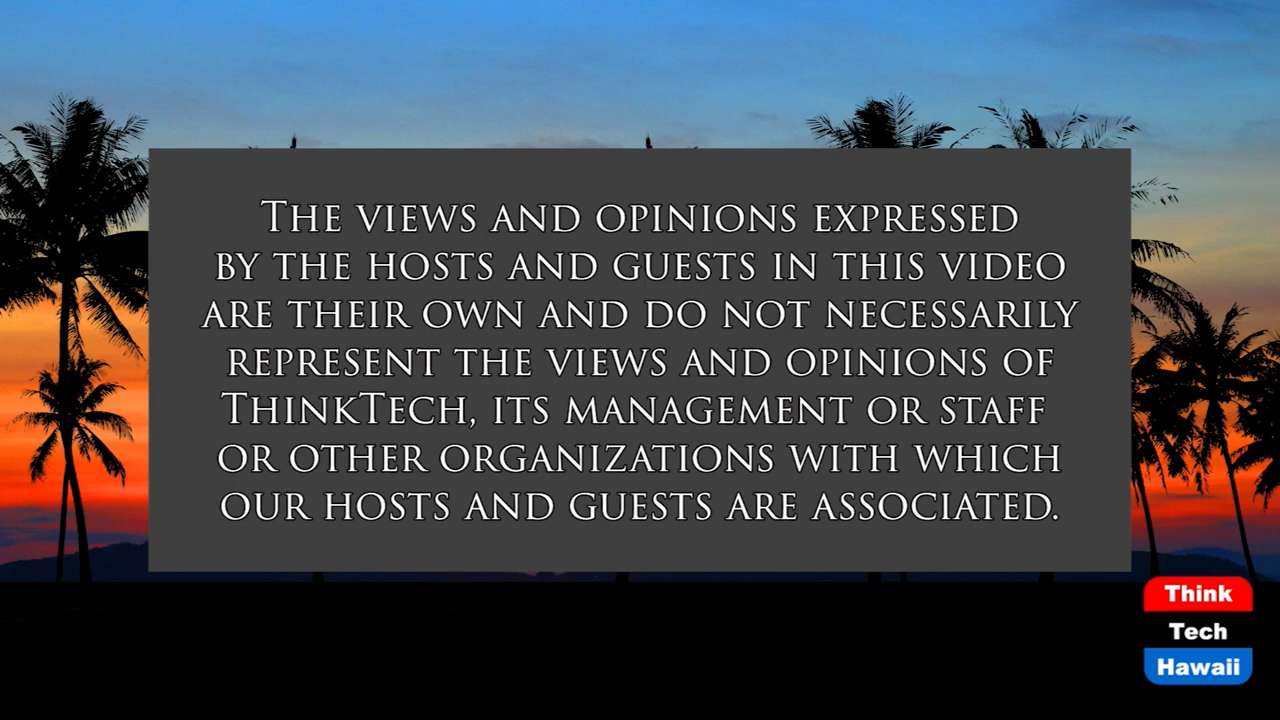 The views and opinions expressed
by the hosts and guests in this video
are their own and do not necessarily
represent the views and opinions of
ThinkTech, its management or staff
or other organizations with which
our hosts and guests are associated.
Think
Tech
Hawaii